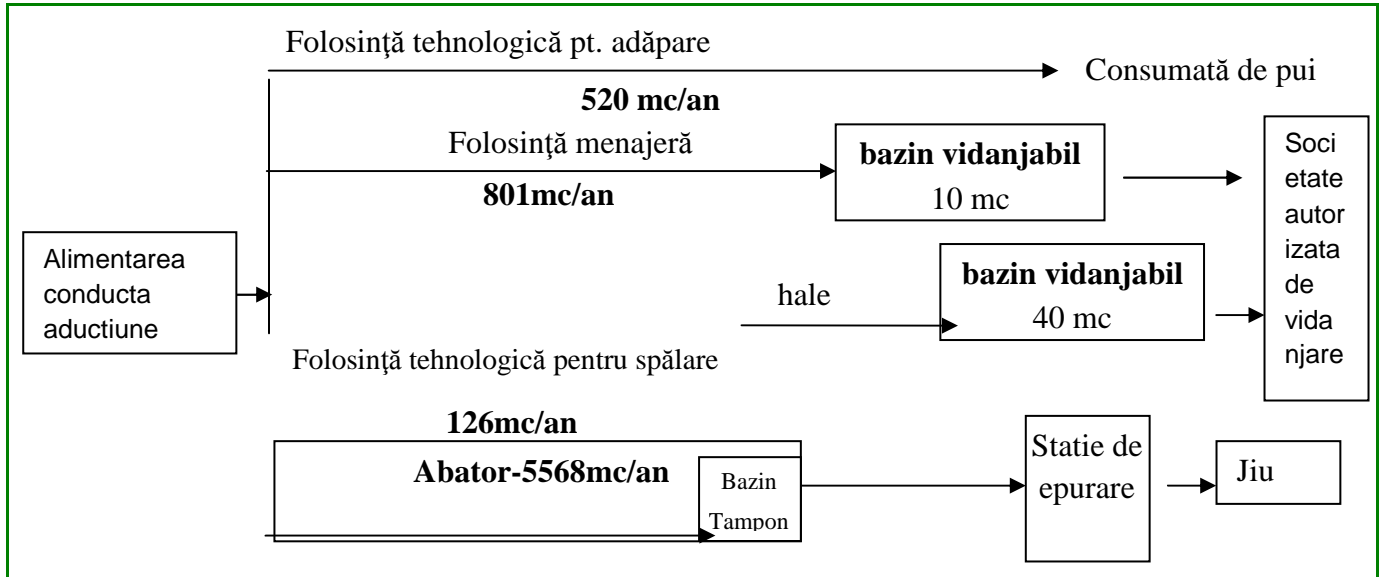 Folosinţă tehnologică pt. adăpare
Consumată de pui
520 mc/an
Folosinţă menajeră
801mc/an
bazin vidanjabil
10 mc
Soci
etate
autor
izata
de
vida
njare
Alimentarea
conducta
aductiune
hale
bazin vidanjabil
40 mc
Folosinţă tehnologică pentru spălare
126mc/an
Abator-5568mc/an
Bazin
Tampon
Statie de
epurare
Jiu